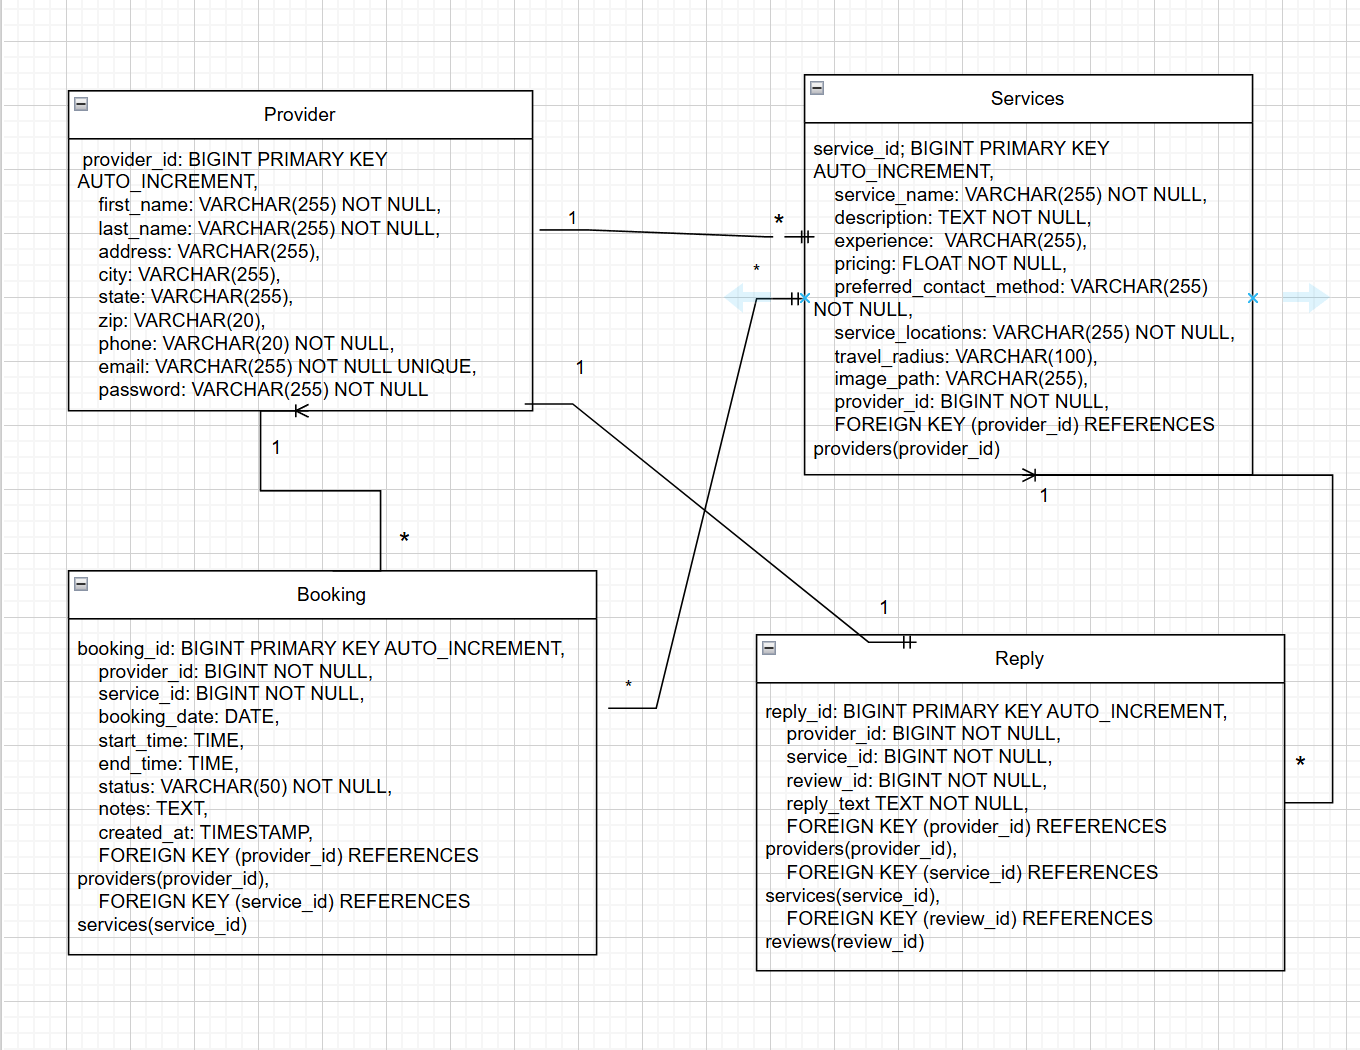 Provider
provider_id: BIGINT PRIMARY KEY
AUTO_INCREMENT,
first_name: VARCHAR(255) NOT NULL,
last_name: VARCHAR(255) NOT NULL,
address: VARCHAR(255),
city: VARCHAR(255),
state: VARCHAR(255),
zip: VARCHAR(20),
phone: VARCHAR(20) NOT NULL,
email: VARCHAR(255) NOT NULL UNIQUE,
password: VARCHAR(255) NOT NULL
Services
service_id; BIGINT PRIMARY KEY
AUTO_INCREMENT,
service_name: VARCHAR(255) NOT NULL,
description: TEXT NOT NULL,
experience:  VARCHAR(255),
pricing: FLOAT NOT NULL,
preferred_contact_method: VARCHAR(255)
NOT NULL,
service_locations: VARCHAR(255) NOT NULL,
travel_radius: VARCHAR(100),
image_path: VARCHAR(255),
provider_id: BIGINT NOT NULL,
FOREIGN KEY (provider_id) REFERENCES
providers(provider_id)
1
*
*
1
1
*
1
1
*
*
Booking
booking_id: BIGINT PRIMARY KEY AUTO_INCREMENT,
provider_id: BIGINT NOT NULL,
service_id: BIGINT NOT NULL,
booking_date: DATE,
start_time: TIME,
end_time: TIME,
status: VARCHAR(50) NOT NULL,
notes: TEXT,
created_at: TIMESTAMP,
FOREIGN KEY (provider_id) REFERENCES
providers(provider_id),
FOREIGN KEY (service_id) REFERENCES
services(service_id)
Reply
reply_id: BIGINT PRIMARY KEY AUTO_INCREMENT,
provider_id: BIGINT NOT NULL,
service_id: BIGINT NOT NULL,
review_id: BIGINT NOT NULL,
reply_text TEXT NOT NULL,
FOREIGN KEY (provider_id) REFERENCES
providers(provider_id),
FOREIGN KEY (service_id) REFERENCES
services(service_id),
FOREIGN KEY (review_id) REFERENCES
reviews(review_id)